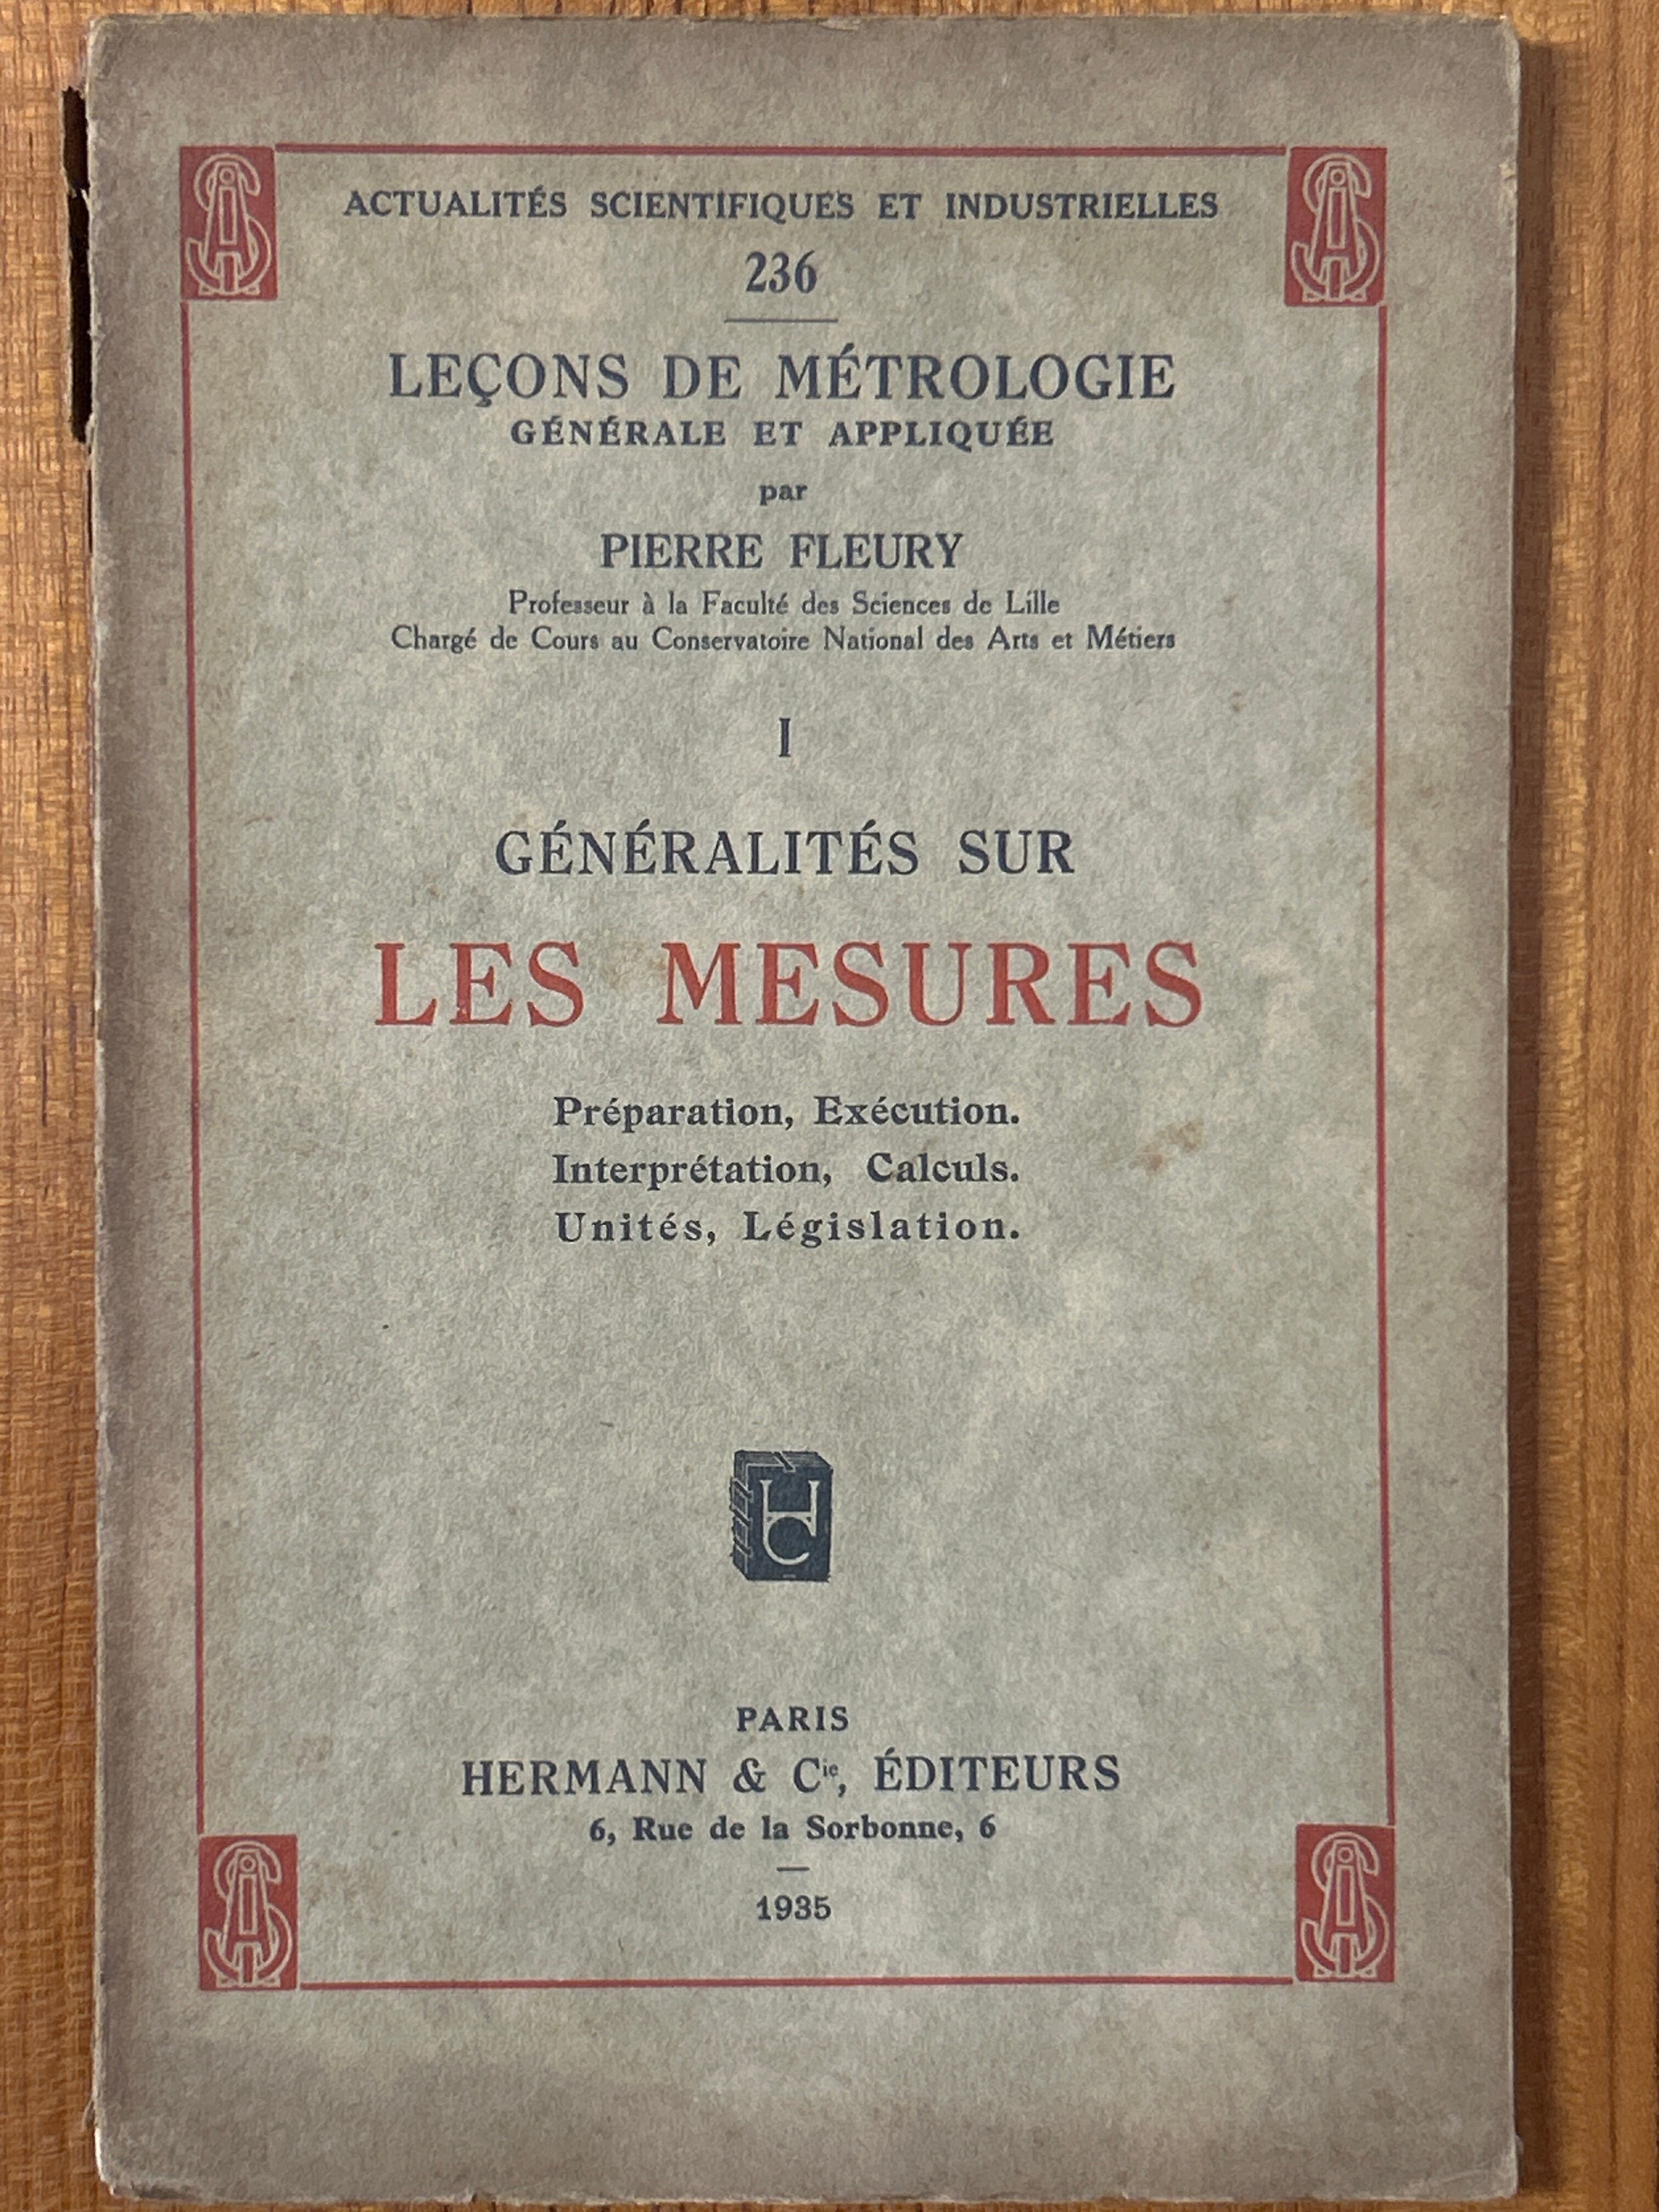 ACTUALITÉS SCIENTIFIQUES ET INDUSTRIELLES
236
LEÇONS DE MÉTROLOGIE
GÉNÉRALE ET APPLIQUÉE
par
PIERRE FLEURY
Professeur à la Faculté des Sciences de Lille
Chargé de Cours au Conservatoire National des Arts et Métiers
I
GÉNÉRALITÉS SUR
LES MESURES
Préparation, Exécution.
Interprétation, Calculs.
Unités, Législation.
HC
PARIS
HERMANN & Cie, ÉDITEURS
6, Rue de la Sorbonne, 6
1935